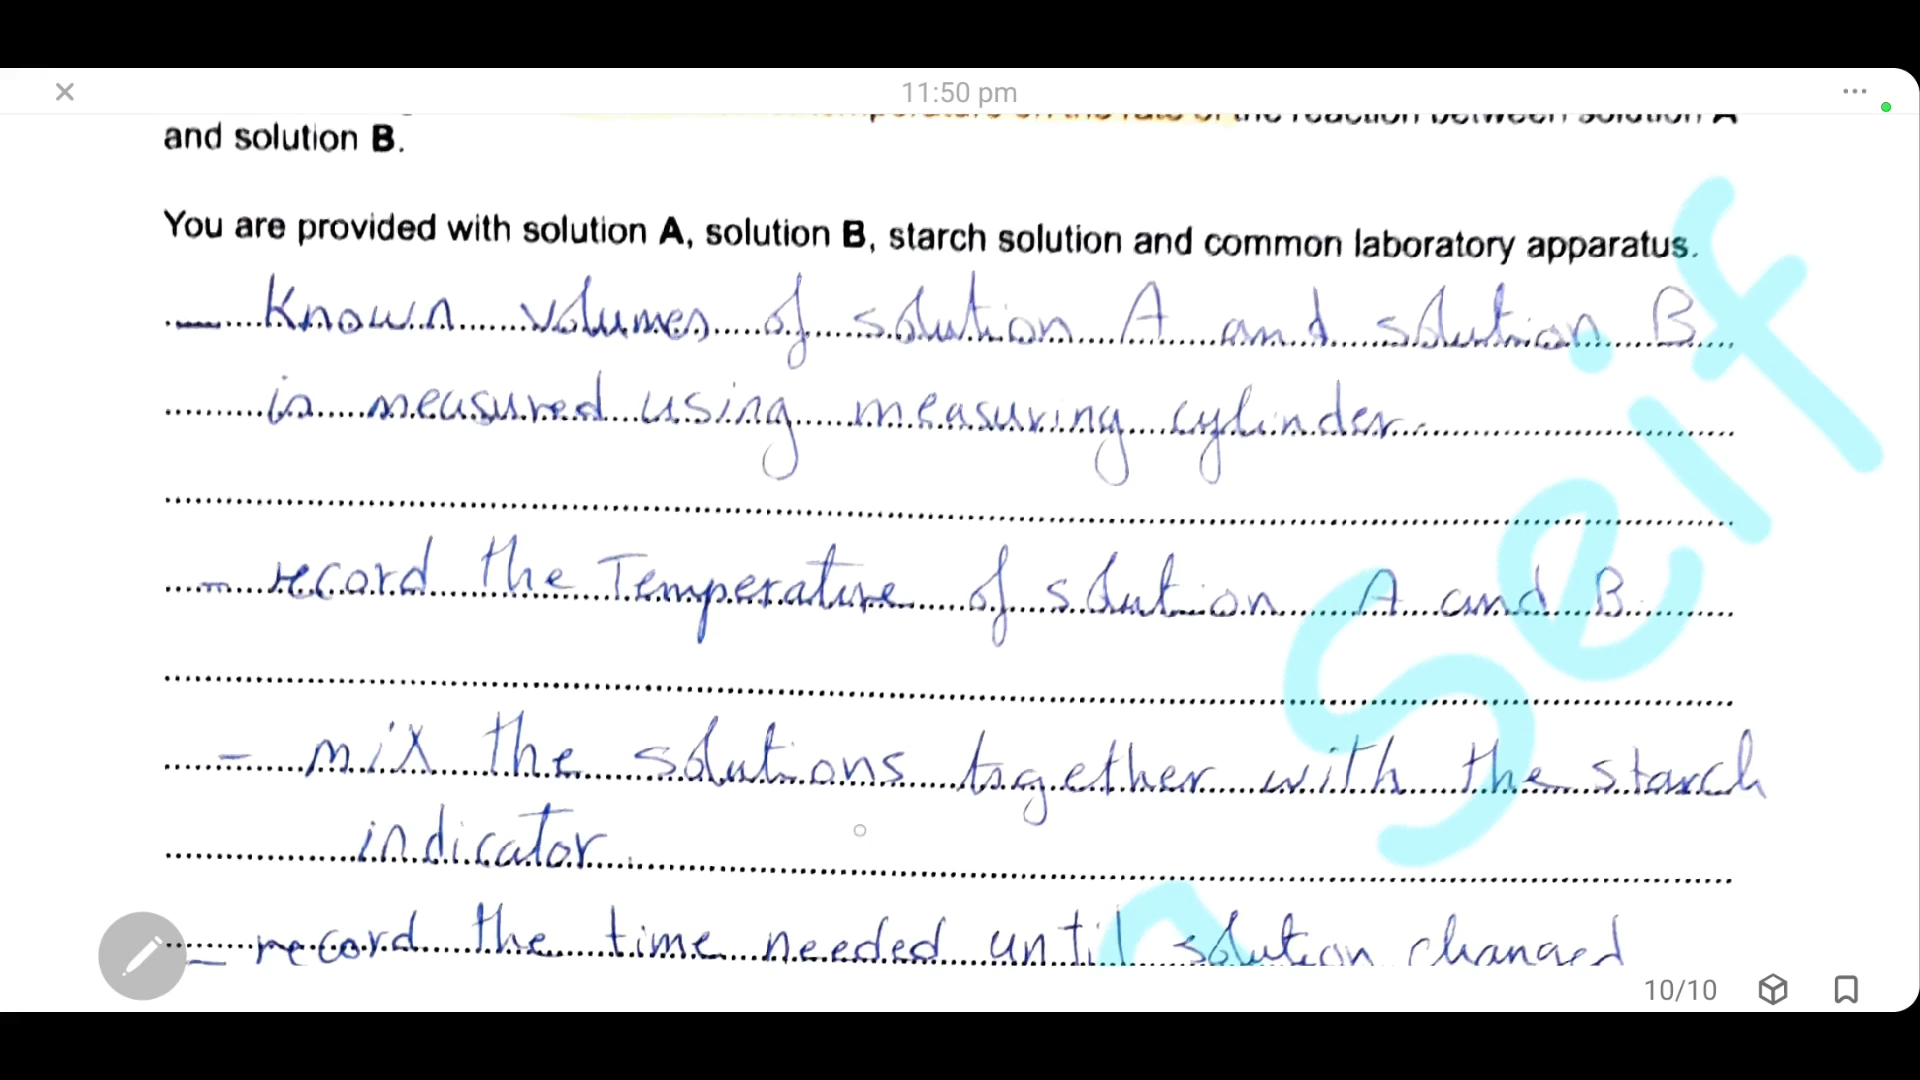 11:50 pm
and solution B.
You are provided with solution A, solution B, starch solution and common laboratory apparatus.
- Known volumes of solution A and solution B
is measured using measuring cylinder.
- record the Temperature of solution A and B.
- mix the solutions together with the starch
indicator.
- record the time needed until solution changed
10/10
Seif